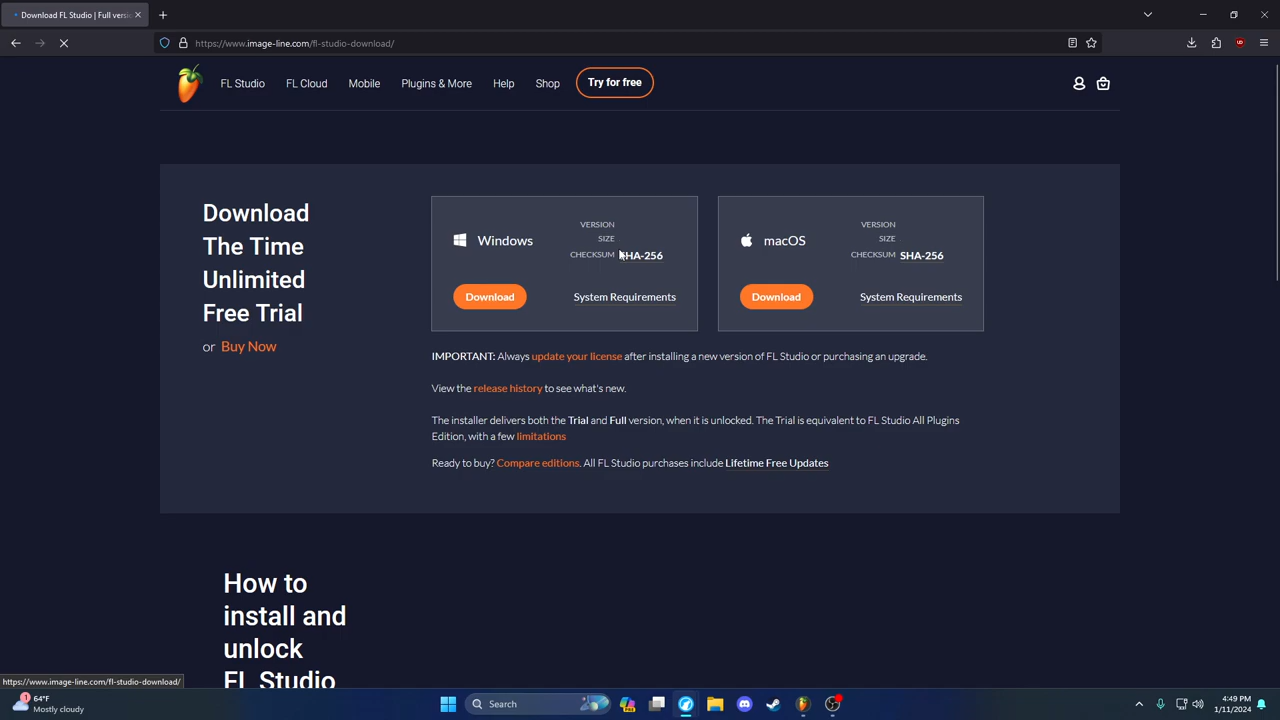 Download FL Studio | Full versi
https://www.image-line.com/fl-studio-download/
FL Studio
FL Cloud
Mobile
Plugins & More
Help
Shop
Try for free
Download
The Time
Unlimited
Free Trial
or Buy Now
Windows
VERSION
SIZE
CHECKSUM SHA-256
Download
System Requirements
macOS
VERSION
SIZE
CHECKSUM SHA-256
Download
System Requirements
IMPORTANT: Always update your license after installing a new version of FL Studio or purchasing an upgrade.
View the release history to see what's new.
The installer delivers both the Trial and Full version, when it is unlocked. The Trial is equivalent to FL Studio All Plugins
Edition, with a few limitations
Ready to buy? Compare editions. All FL Studio purchases include Lifetime Free Updates
How to
install and
unlock
FL Studio
https://www.image-line.com/fl-studio-download/
1
64°F
Mostly cloudy
Search
4:49 PM
1/11/2024